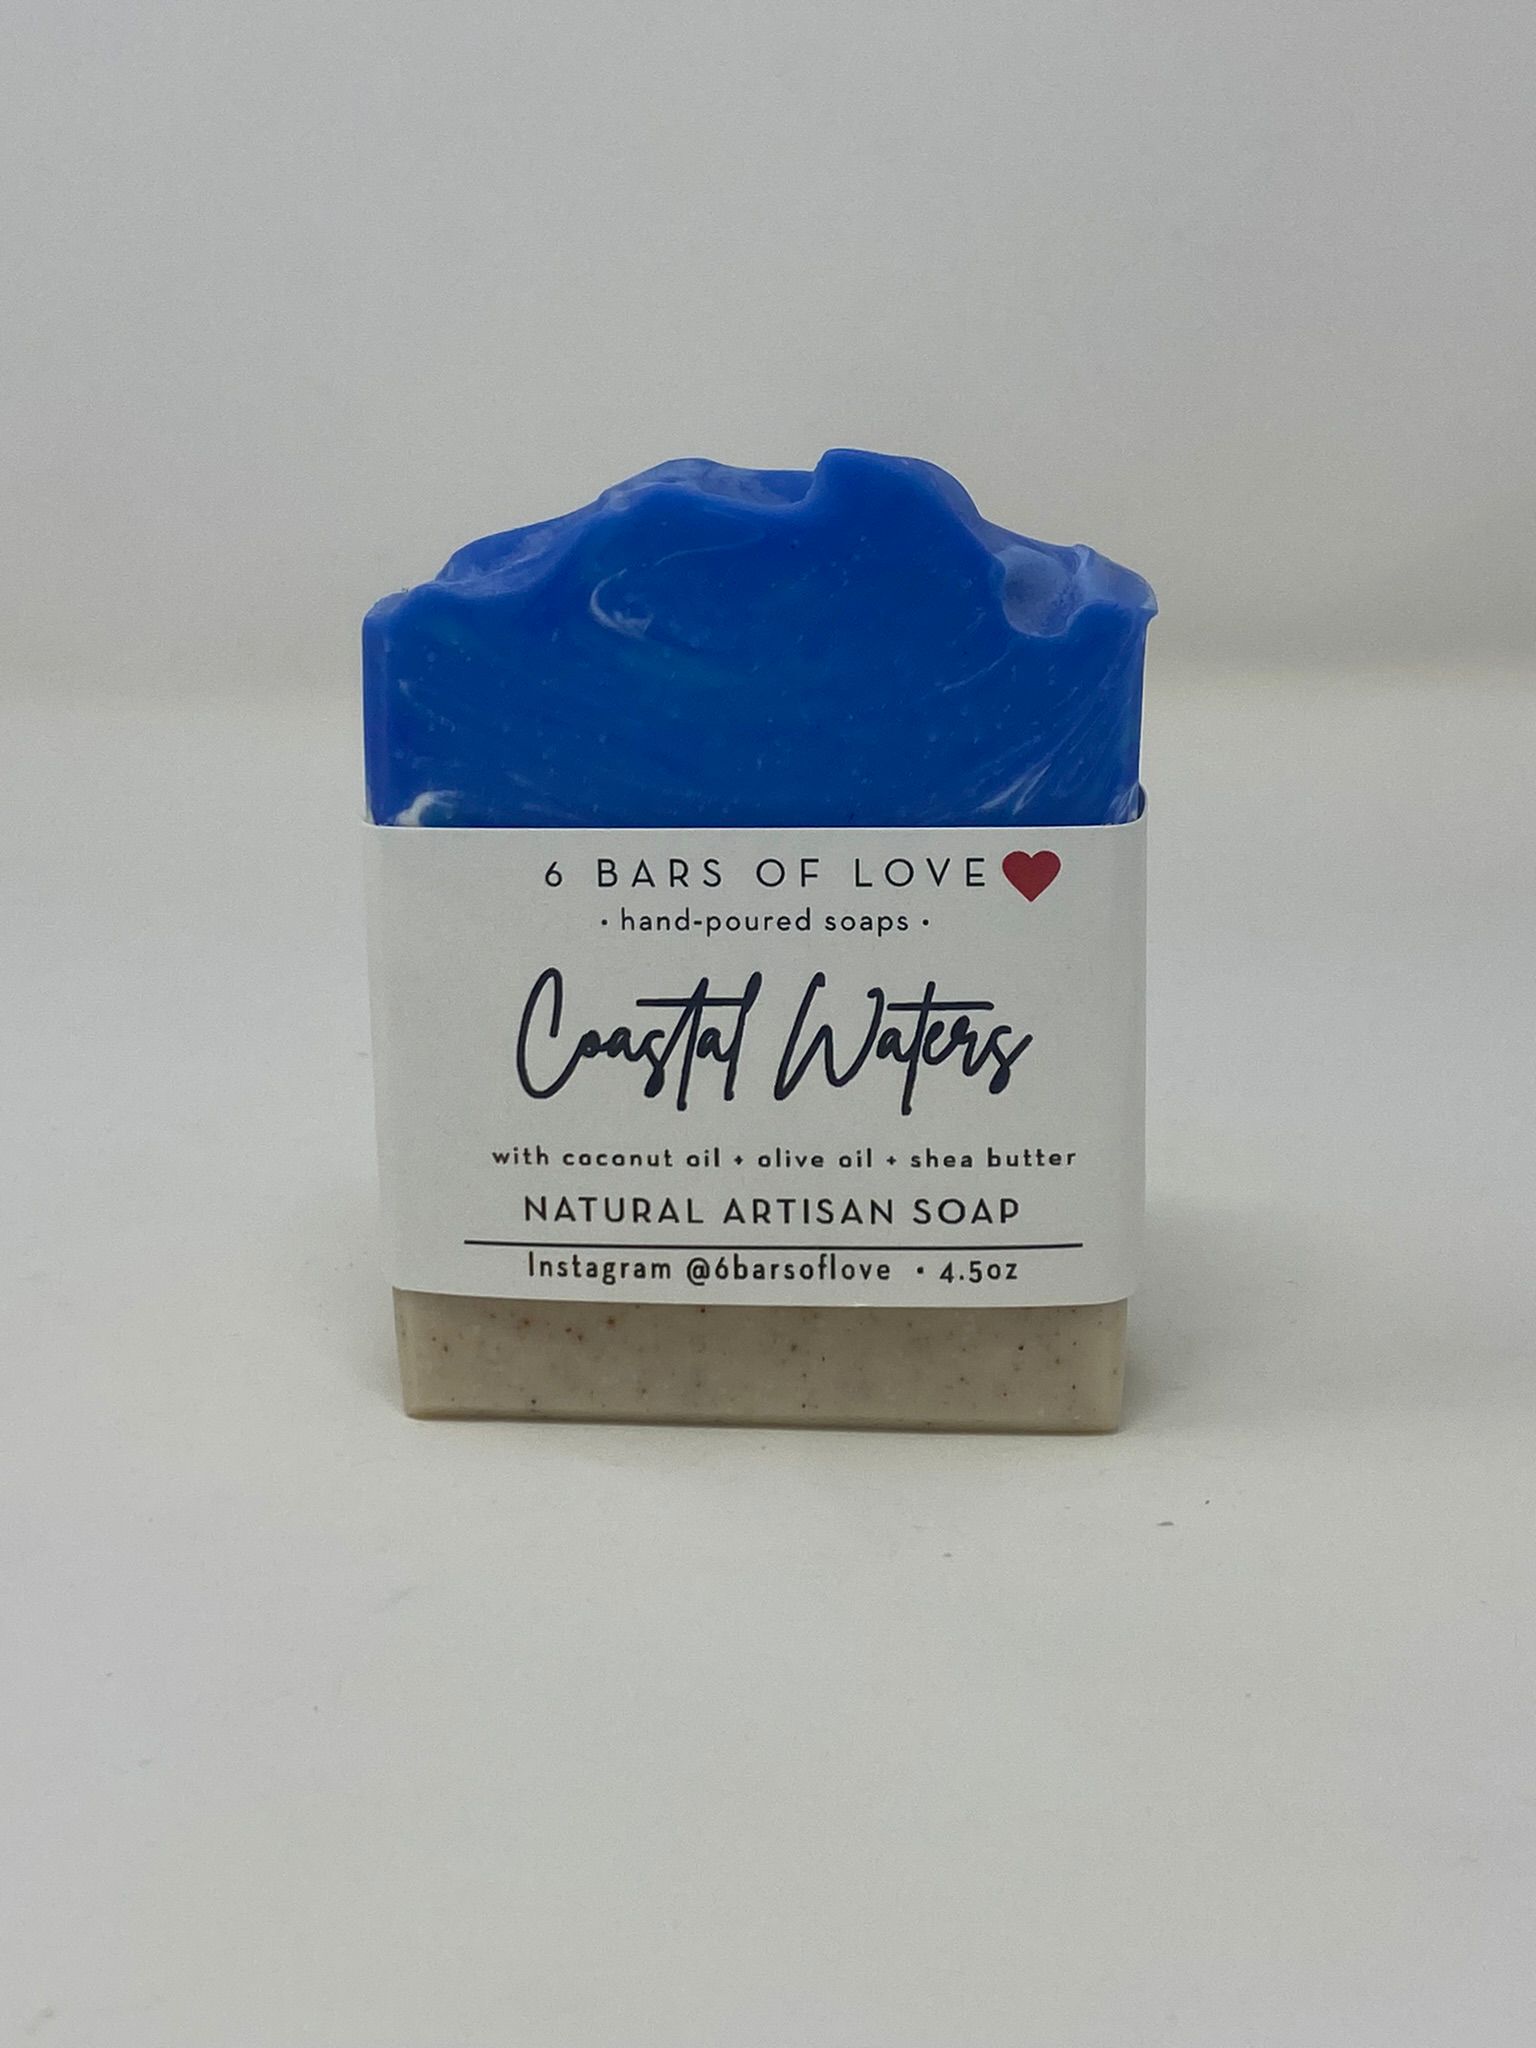 6 BARS OF LOVE
• hand-poured soaps •
Coastal Waters
with coconut oil + olive oil + shea butter
NATURAL ARTISAN SOAP
Instagram @6barsoflove • 4.5oz